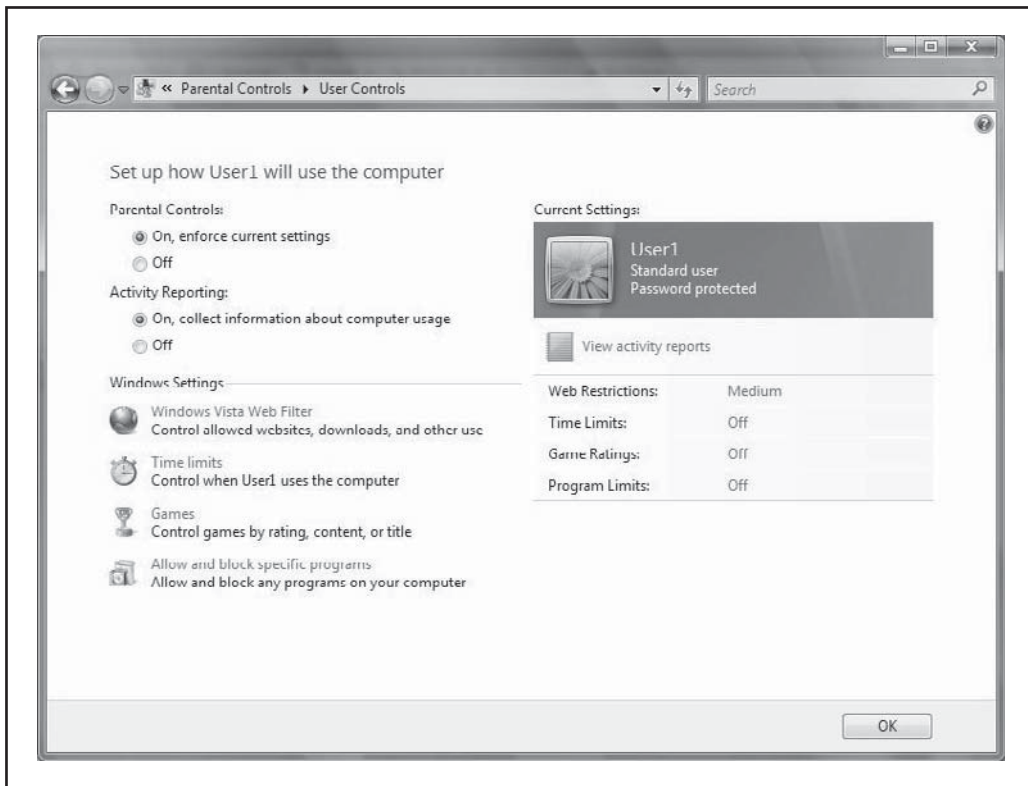 « Parental Controls ▸ User Controls
Search
Set up how User1 will use the computer
Parental Controls:
On, enforce current settings
Off
Activity Reporting:
On, collect information about computer usage
Off
Windows Settings
Windows Vista Web Filter
Control allowed websites, downloads, and other use
Time limits
Control when User1 uses the computer
Games
Control games by rating, content, or title
Allow and block specific programs
Allow and block any programs on your computer
Current Settings:
User1
Standard user
Password protected
View activity reports
Web Restrictions: Medium
Time Limits: Off
Game Ratings: Off
Program Limits: Off
OK